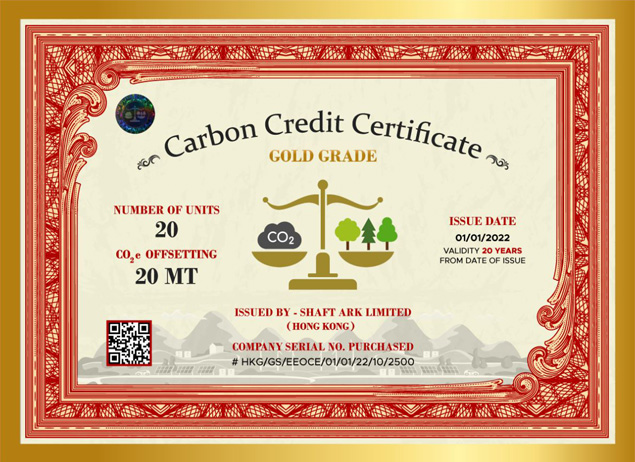 Carbon Credit Certificate
GOLD GRADE
NUMBER OF UNITS
20
CO₂e OFFSETTING
20 MT
CO₂
ISSUE DATE
01/01/2022
VALIDITY 20 YEARS
FROM DATE OF ISSUE
ISSUED BY - SHAFT ARK LIMITED
(HONG KONG)
COMPANY SERIAL NO. PURCHASED
# HKG/GS/EEOCE/01/01/22/10/2500